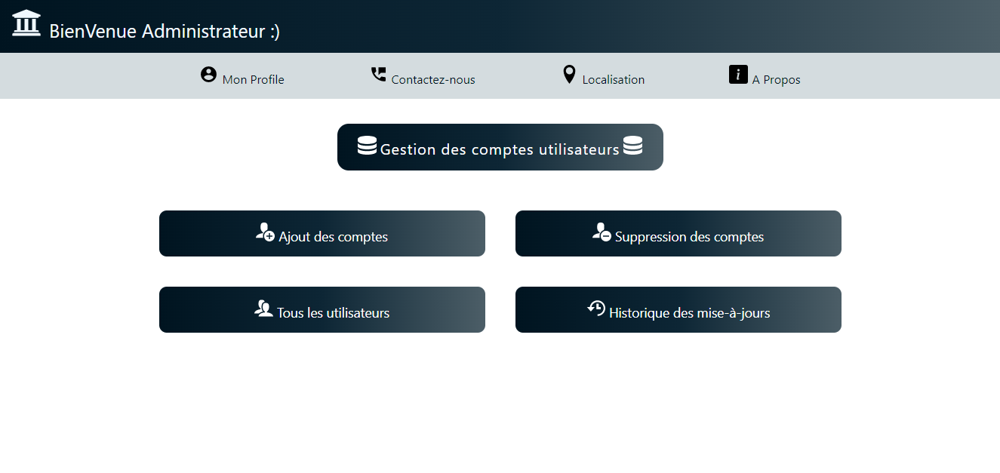 BienVenue Administrateur :)
Mon Profile Contactez-nous Localisation A Propos
Gestion des comptes utilisateurs
Ajout des comptes Suppression des comptes
Tous les utilisateurs Historique des mise-à-jours